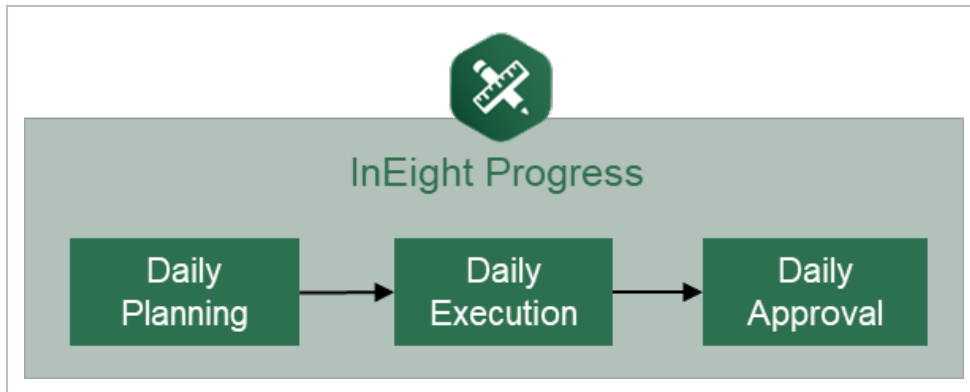 InEight Progress
Daily
Planning
Daily
Execution
Daily
Approval